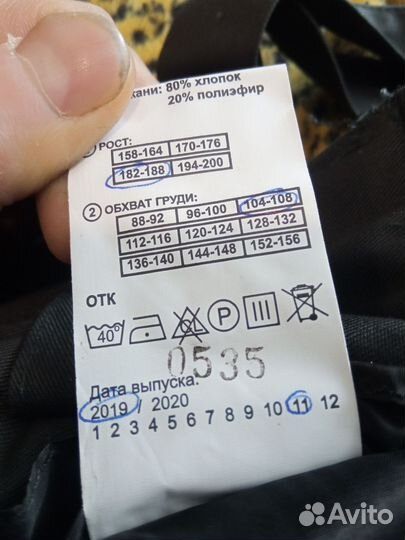 кани: 80% хлопок
20% полиэфир
РОСТ:
158-164 170-176
182-188 194-200
2 ОБХВАТ ГРУДИ:
88-92 96-100 104-108
112-116 120-124 128-132
136-140 144-148 152-156
ОТК
40° P
0535
Дата выпуска:
2019 / 2020
1 2 3 4 5 6 7 8 9 10 11 12
Avito